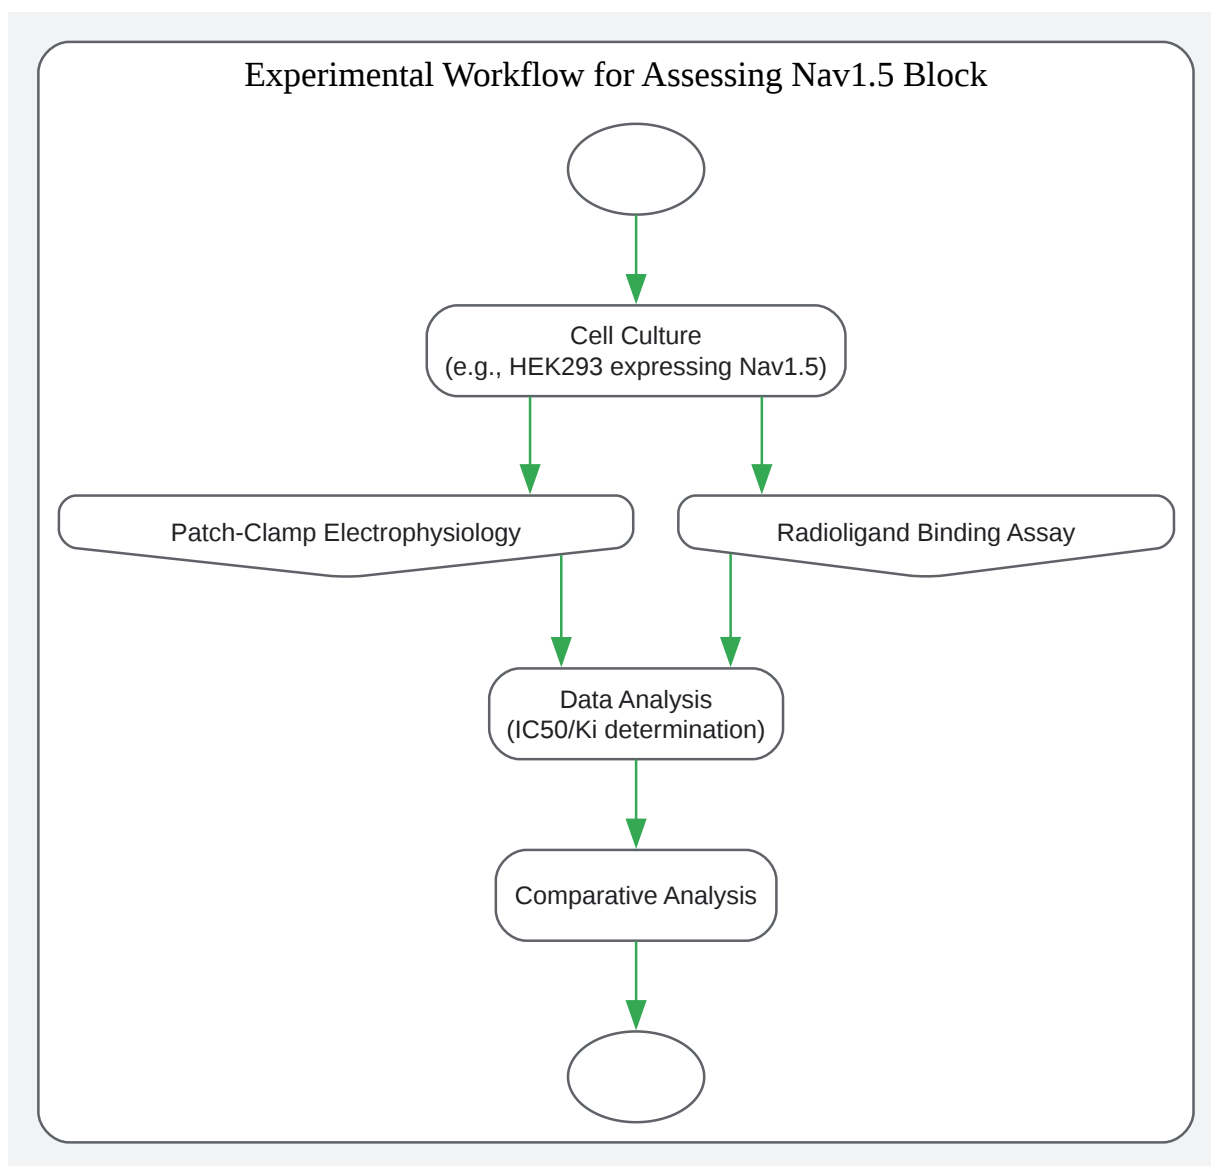 Experimental Workflow for Assessing Nav1.5 Block
Cell Culture
(e.g., HEK293 expressing Nav1.5)
Patch-Clamp Electrophysiology
Radioligand Binding Assay
Data Analysis
(IC50/Ki determination)
Comparative Analysis